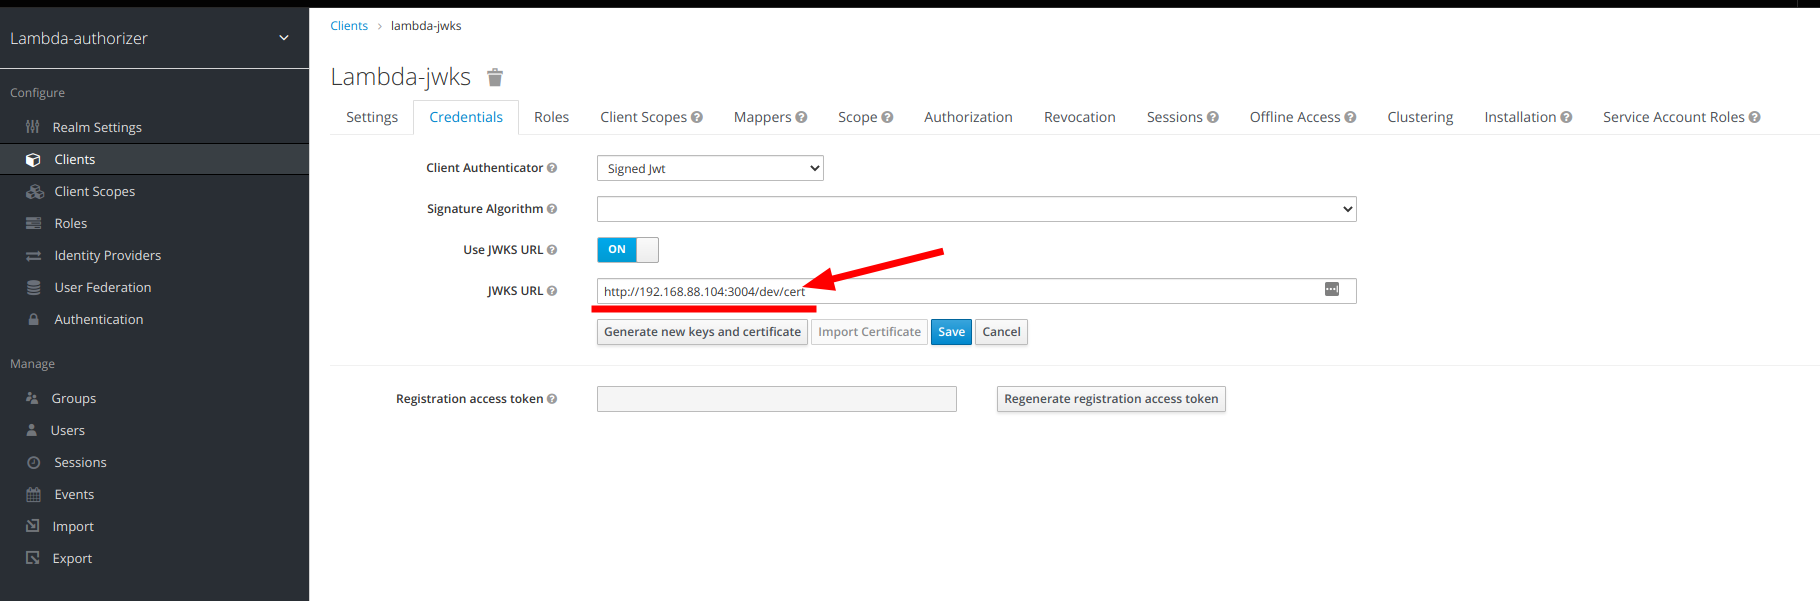 Lambda-authorizer
Configure
Realm Settings
Clients
Client Scopes
Roles
Identity Providers
User Federation
Authentication
Manage
Groups
Users
Sessions
Events
Import
Export
Clients > lambda-jwks
Lambda-jwks
Settings Credentials Roles Client Scopes Mappers Scope Authorization Revocation Sessions Offline Access Clustering Installation Service Account Roles
Client Authenticator Signed Jwt
Signature Algorithm
Use JWKS URL ON
JWKS URL http://192.168.88.104:3004/dev/cert
Generate new keys and certificate Import Certificate Save Cancel
Registration access token Regenerate registration access token